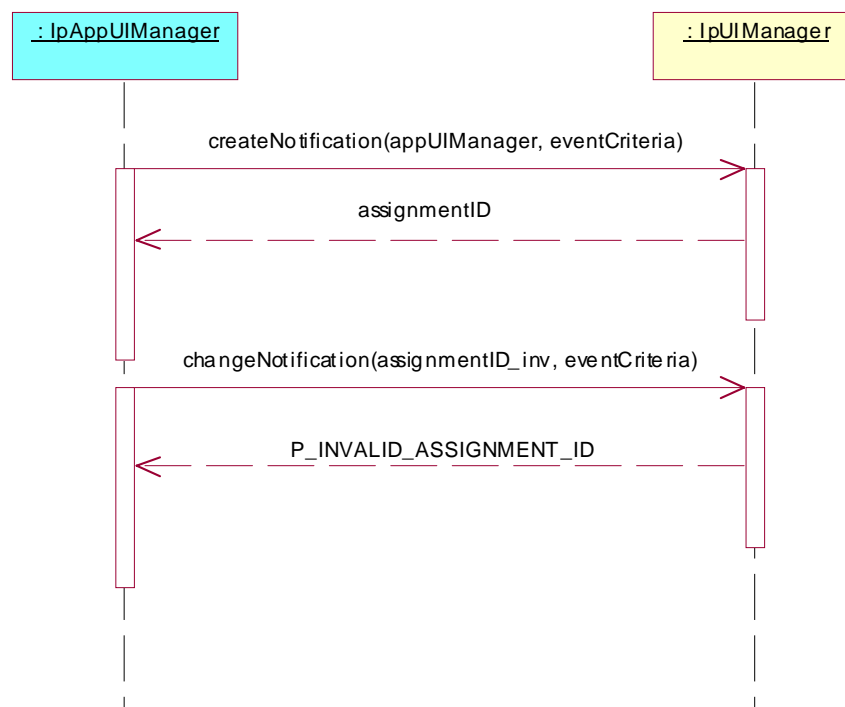 : IpAppUIManager
: IpUIManager
createNotification(appUIManager, eventCriteria)
assignmentID
changeNotification(assignmentID_inv, eventCriteria)
P_INVALID_ASSIGNMENT_ID